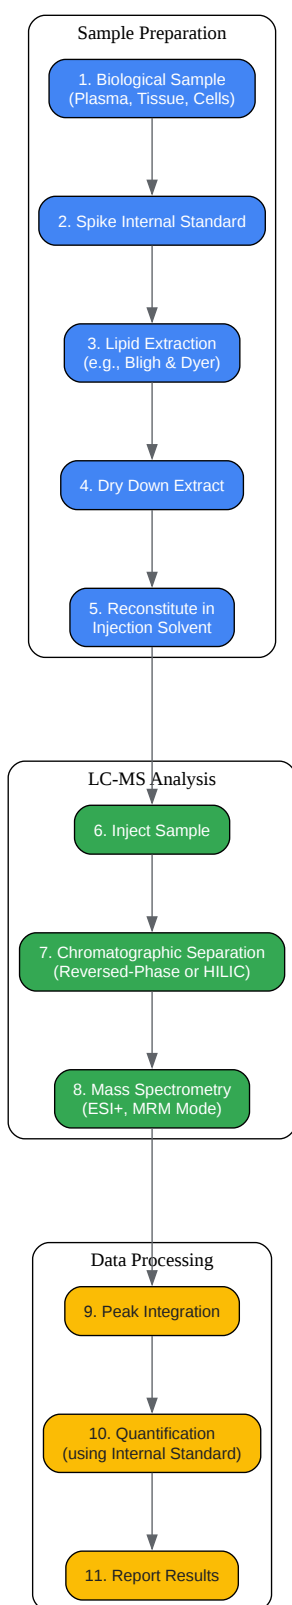 Sample Preparation
1. Biological Sample
(Plasma, Tissue, Cells)
2. Spike Internal Standard
3. Lipid Extraction
(e.g., Bligh & Dyer)
4. Dry Down Extract
5. Reconstitute in
Injection Solvent
LC-MS Analysis
6. Inject Sample
7. Chromatographic Separation
(Reversed-Phase or HILIC)
8. Mass Spectrometry
(ESI+, MRM Mode)
Data Processing
9. Peak Integration
10. Quantification
(using Internal Standard)
11. Report Results